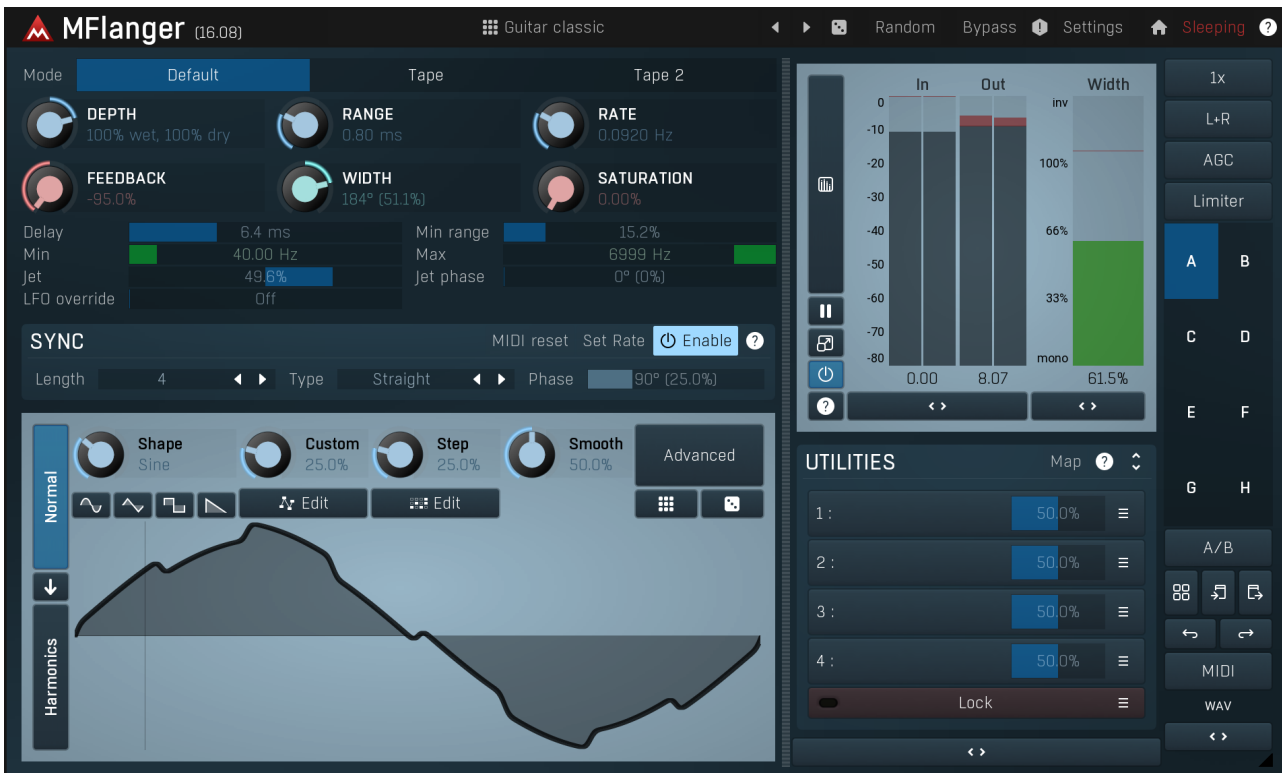 MFlanger (16.08) Guitar classic Random Bypass Settings Sleeping ?
Mode Default Tape Tape 2
DEPTH
100% wet, 100% dry
RANGE
0.80 ms
RATE
0.0920 Hz
FEEDBACK
-95.0%
WIDTH
184° (51.1%)
SATURATION
0.00%
Delay 6.4 ms Min range 15.2%
Min 40.00 Hz Max 6999 Hz
Jet 49.6% Jet phase 0° (0%)
LFO override Off
SYNC MIDI reset Set Rate Enable ?
Length 4 Type Straight Phase 90° (25.0%)
Normal
Harmonics
Shape
Sine
Custom
25.0%
Step
25.0%
Smooth
50.0%
Advanced
Edit Edit
In Out Width
0
-10
-20
-30
-40
-50
-60
-70
-80
inv
100%
66%
33%
mono
0.00 8.07 61.5%
?
UTILITIES Map ?
1 : 50.0%
2 : 50.0%
3 : 50.0%
4 : 50.0%
Lock
1x
L+R
AGC
Limiter
A B
C D
E F
G H
A/B
MIDI
WAV